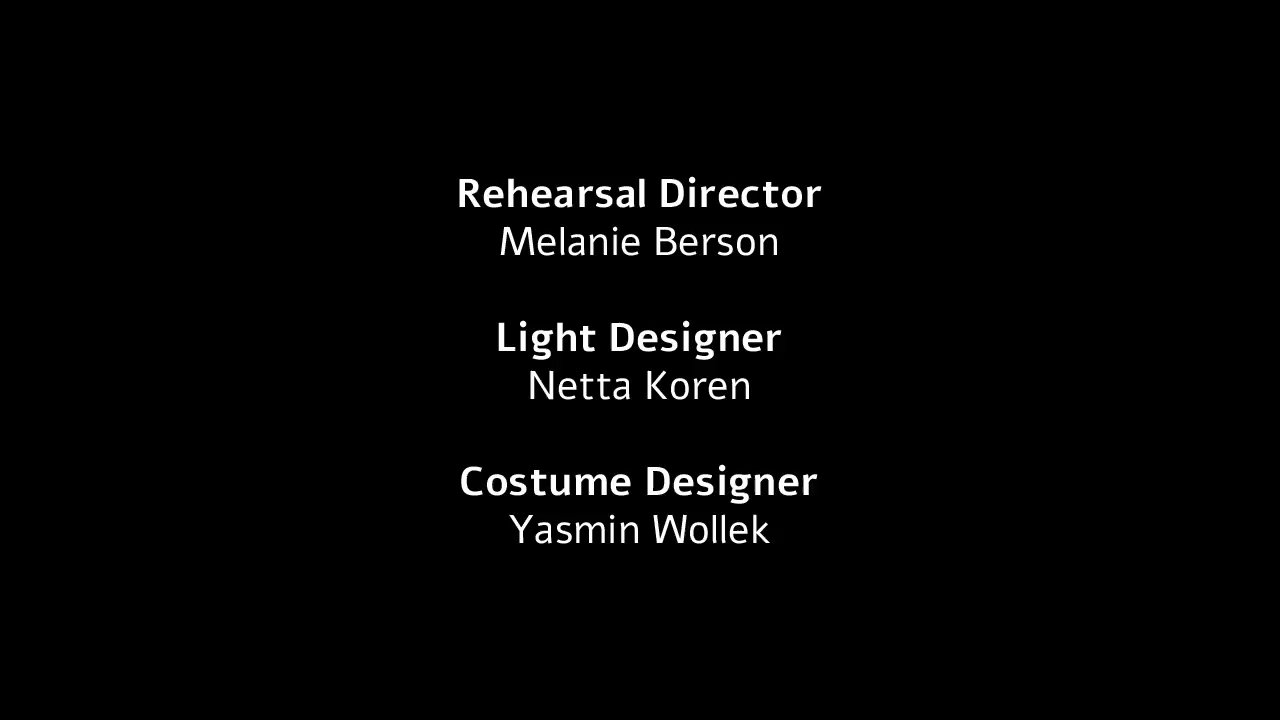 Rehearsal Director
Melanie Berson
Light Designer
Netta Koren
Costume Designer
Yasmin Wollek